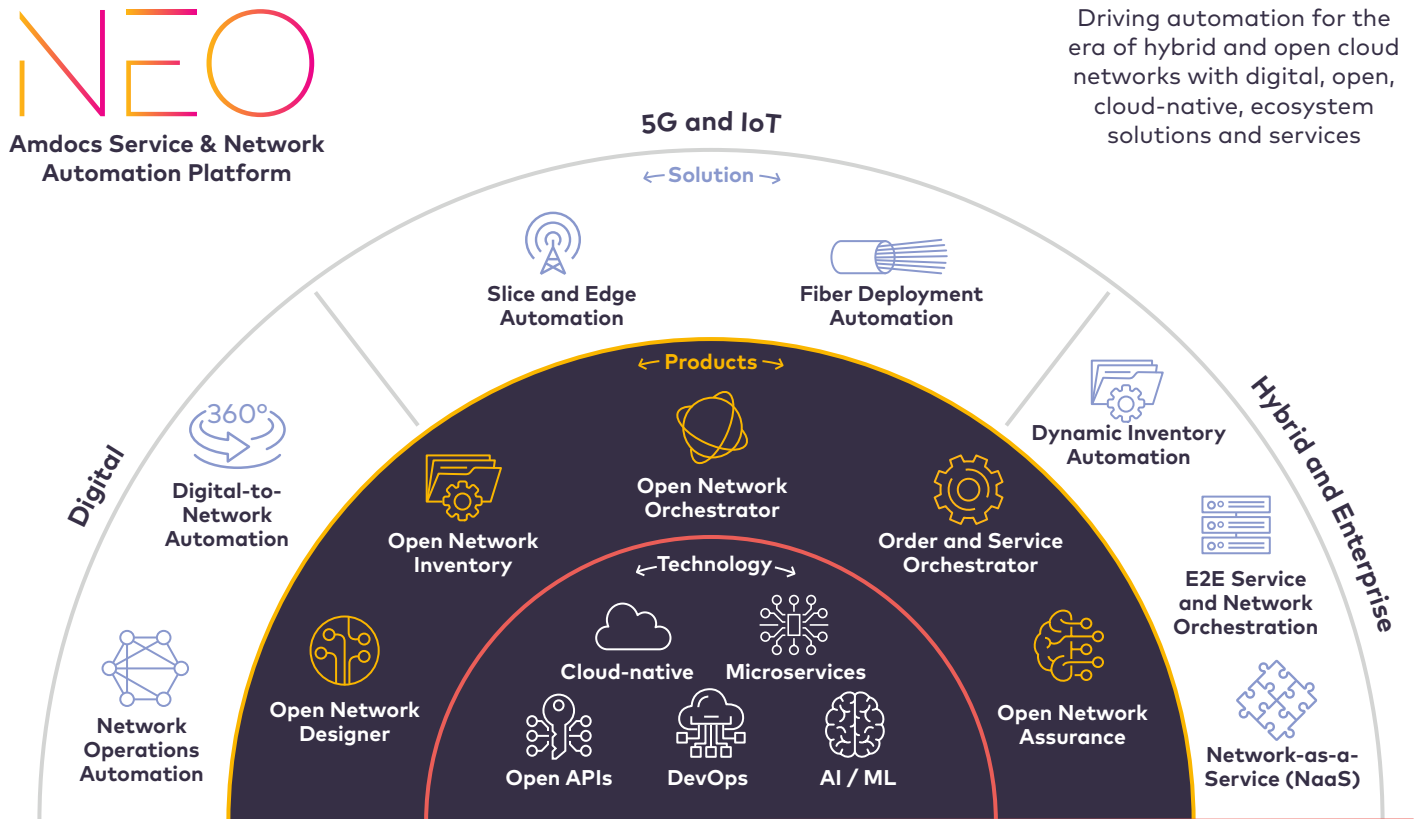 NEO
Amdocs Service & Network
Automation Platform
Driving automation for the
era of hybrid and open cloud
networks with digital, open,
cloud-native, ecosystem
solutions and services
5G and IoT
Solution
Slice and Edge
Automation
Fiber Deployment
Automation
Digital
360°
Digital-to-
Network
Automation
Network
Operations
Automation
Hybrid and Enterprise
Dynamic Inventory
Automation
E2E Service
and Network
Orchestration
Network-as-a-
Service (NaaS)
Products
Open Network
Designer
Open Network
Inventory
Open Network
Orchestrator
Order and Service
Orchestrator
Open Network
Assurance
Technology
Cloud-native
Microservices
Open APIs
DevOps
AI / ML